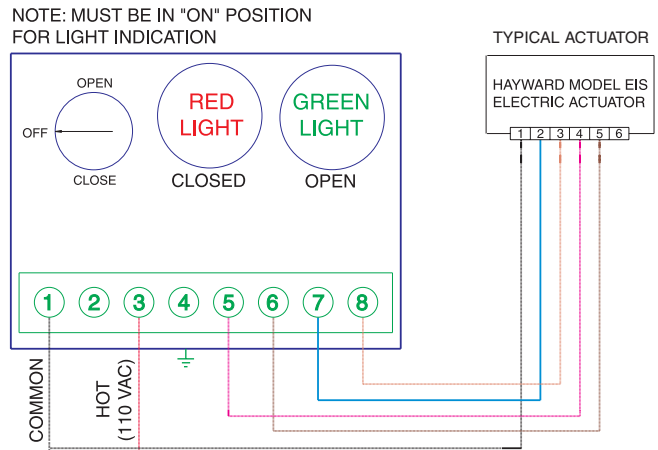 NOTE: MUST BE IN "ON" POSITION
FOR LIGHT INDICATION
TYPICAL ACTUATOR
HAYWARD MODEL EIS
ELECTRIC ACTUATOR
1 2 3 4 5 6
OPEN
OFF
CLOSE
RED
LIGHT
CLOSED
GREEN
LIGHT
OPEN
1 2 3 4 5 6 7 8
COMMON
HOT
(110 VAC)